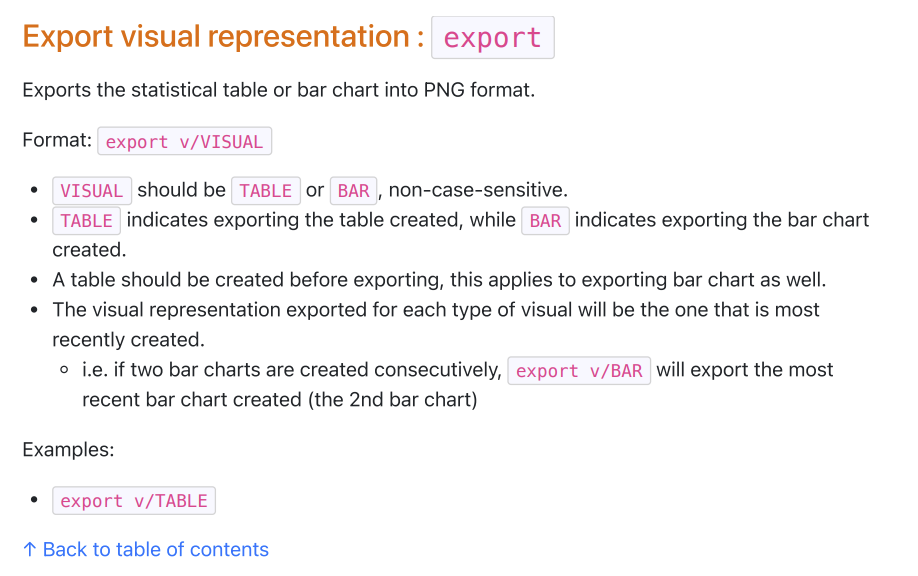 Export visual representation : export
Exports the statistical table or bar chart into PNG format.
Format: export v/VISUAL
• VISUAL should be TABLE or BAR , non-case-sensitive.
• TABLE indicates exporting the table created, while BAR indicates exporting the bar chart
created.
• A table should be created before exporting, this applies to exporting bar chart as well.
• The visual representation exported for each type of visual will be the one that is most
recently created.
◦ i.e. if two bar charts are created consecutively, export v/BAR will export the most
recent bar chart created (the 2nd bar chart)
Examples:
• export v/TABLE
↑ Back to table of contents